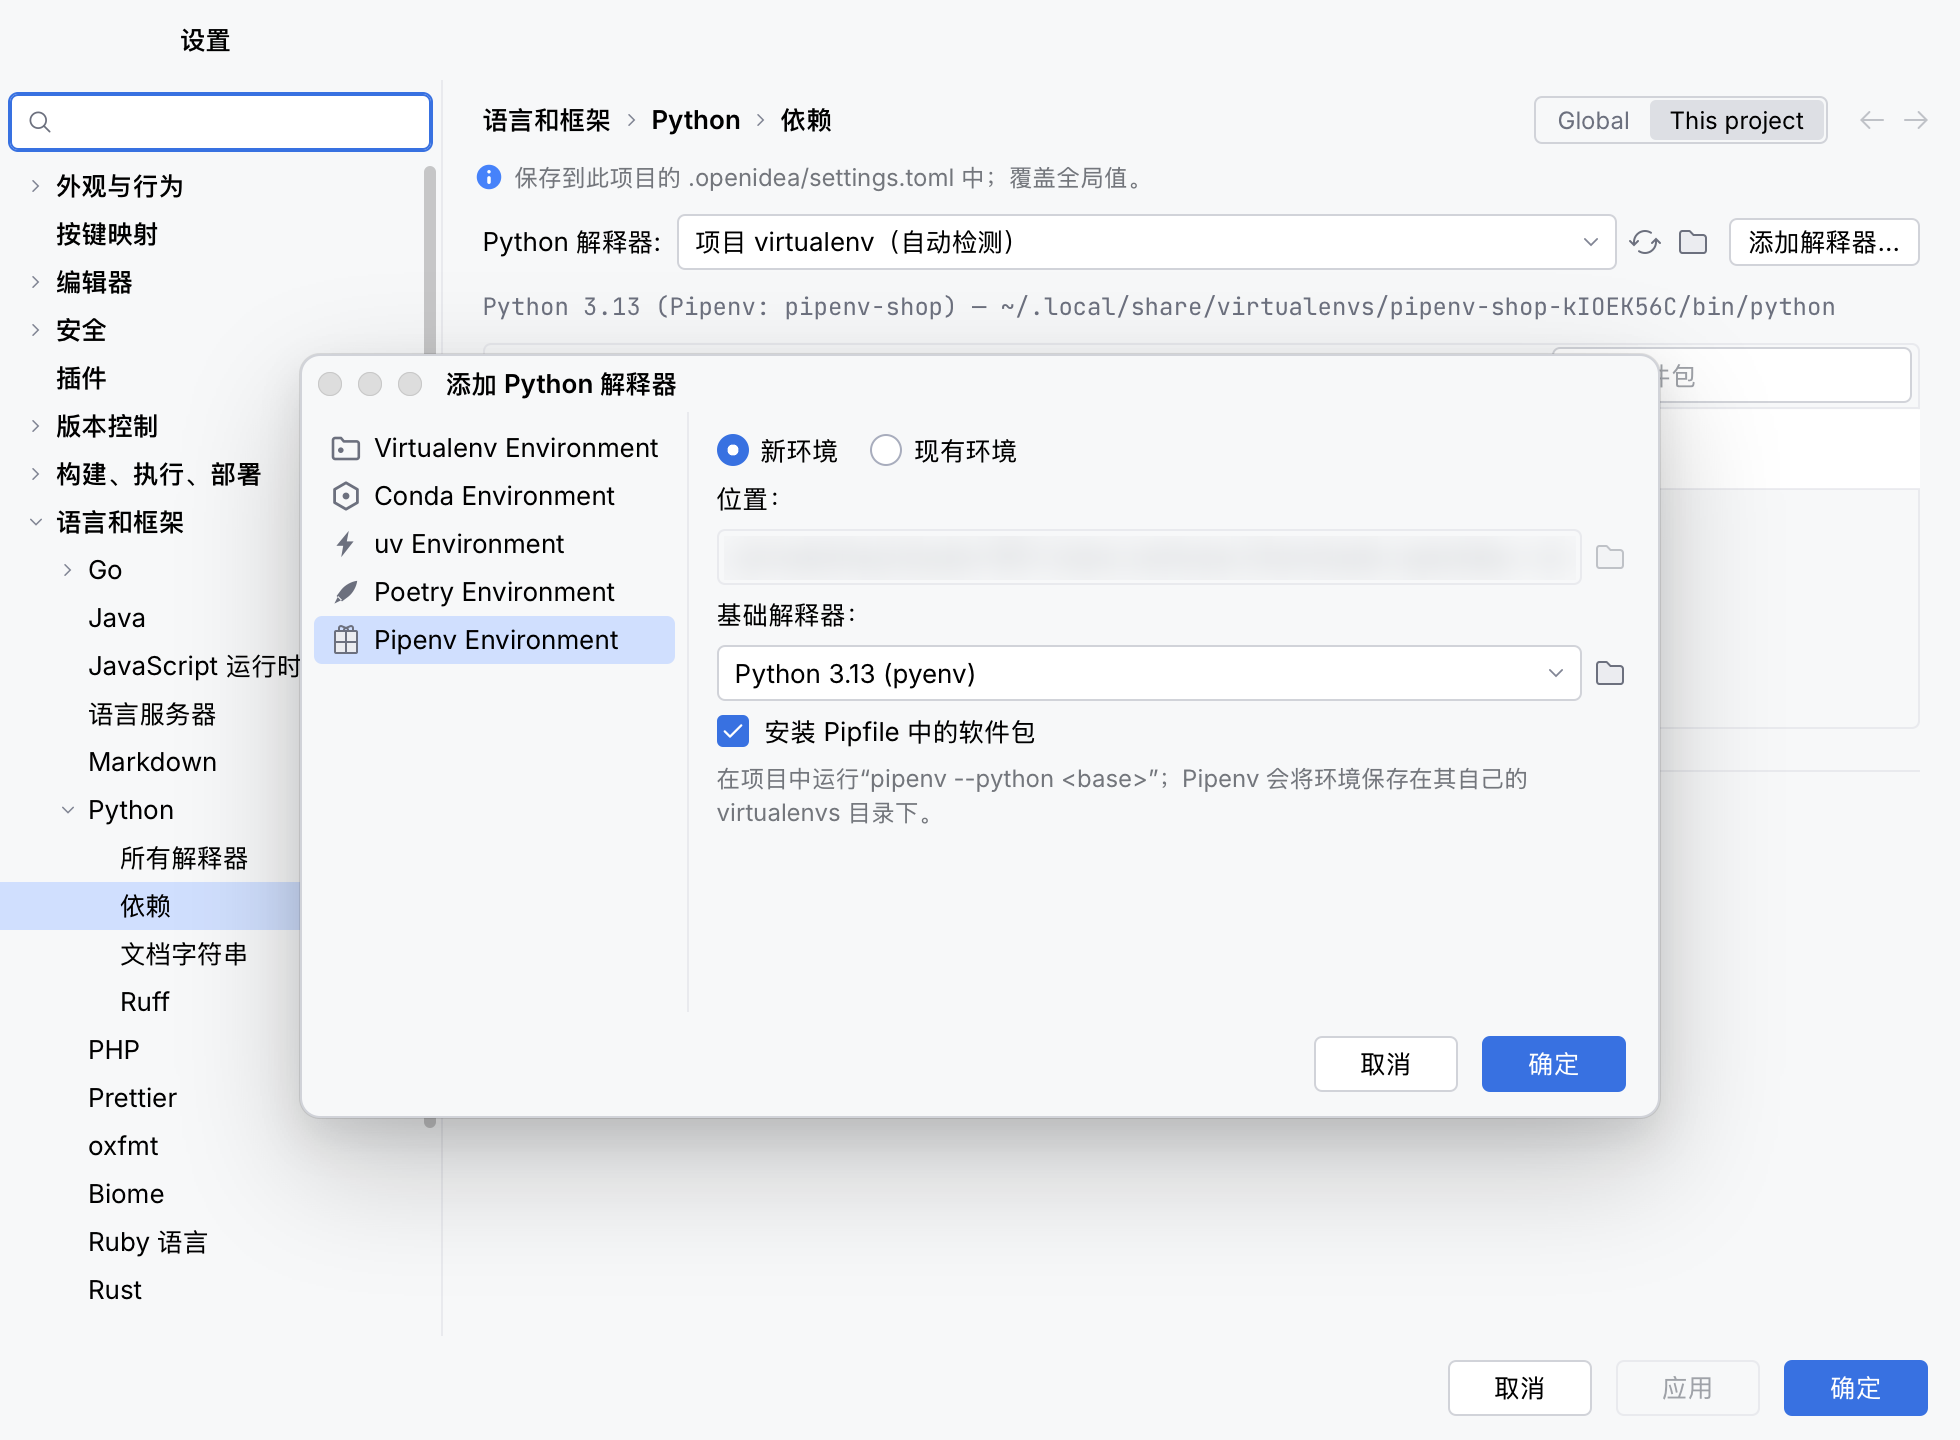 设置
外观与行为
按键映射
编辑器
安全
插件
版本控制
构建、执行、部署
语言和框架
Go
Java
JavaScript 运行时
语言服务器
Markdown
Python
所有解释器
依赖
文档字符串
Ruff
PHP
Prettier
oxfmt
Biome
Ruby 语言
Rust
语言和框架 › Python › 依赖
Global This project
保存到此项目的 .openidea/settings.toml 中；覆盖全局值。
Python 解释器: 项目 virtualenv（自动检测） 添加解释器...
Python 3.13 (Pipenv: pipenv-shop) — ~/.local/share/virtualenvs/pipenv-shop-kIOEK56C/bin/python
件包
添加 Python 解释器
Virtualenv Environment
Conda Environment
uv Environment
Poetry Environment
Pipenv Environment
新环境 现有环境
位置:
基础解释器:
Python 3.13 (pyenv)
安装 Pipfile 中的软件包
在项目中运行“pipenv --python <base>”；Pipenv 会将环境保存在其自己的
virtualenvs 目录下。
取消 确定
取消 应用 确定